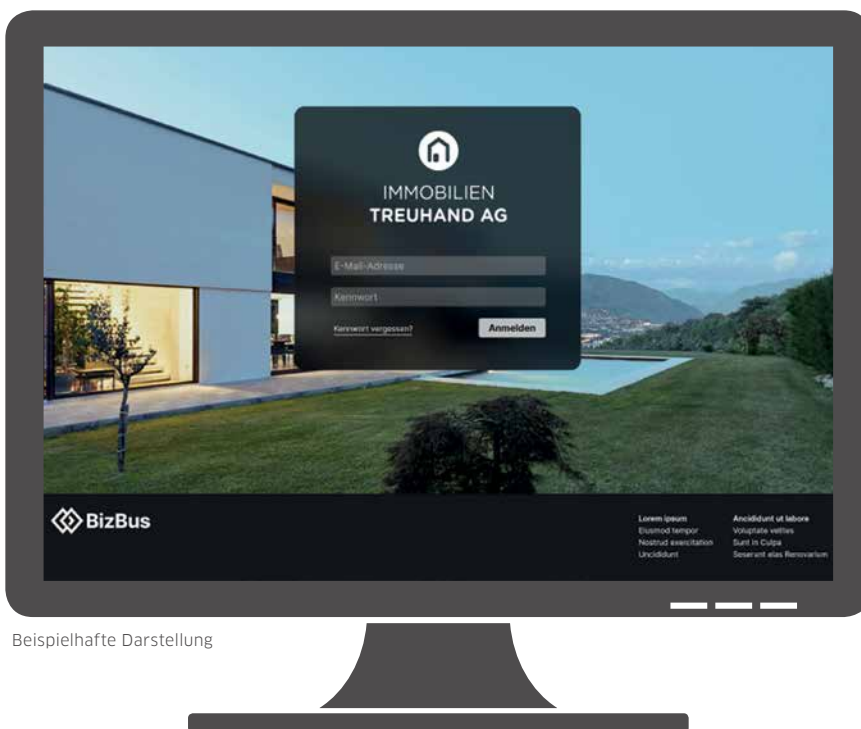 IMMOBILIEN
TREUHAND AG
E-Mail-Adresse
Kennwort
Kennwort vergessen?
Anmelden
BizBus
Lorem ipsum
Eiusmod tempor
Nostrud exercitation
Uncididunt
Ancididunt ut labore
Voluptate velites
Sunt in Culpa
Seserunt elas Renovarium
Beispielhafte Darstellung